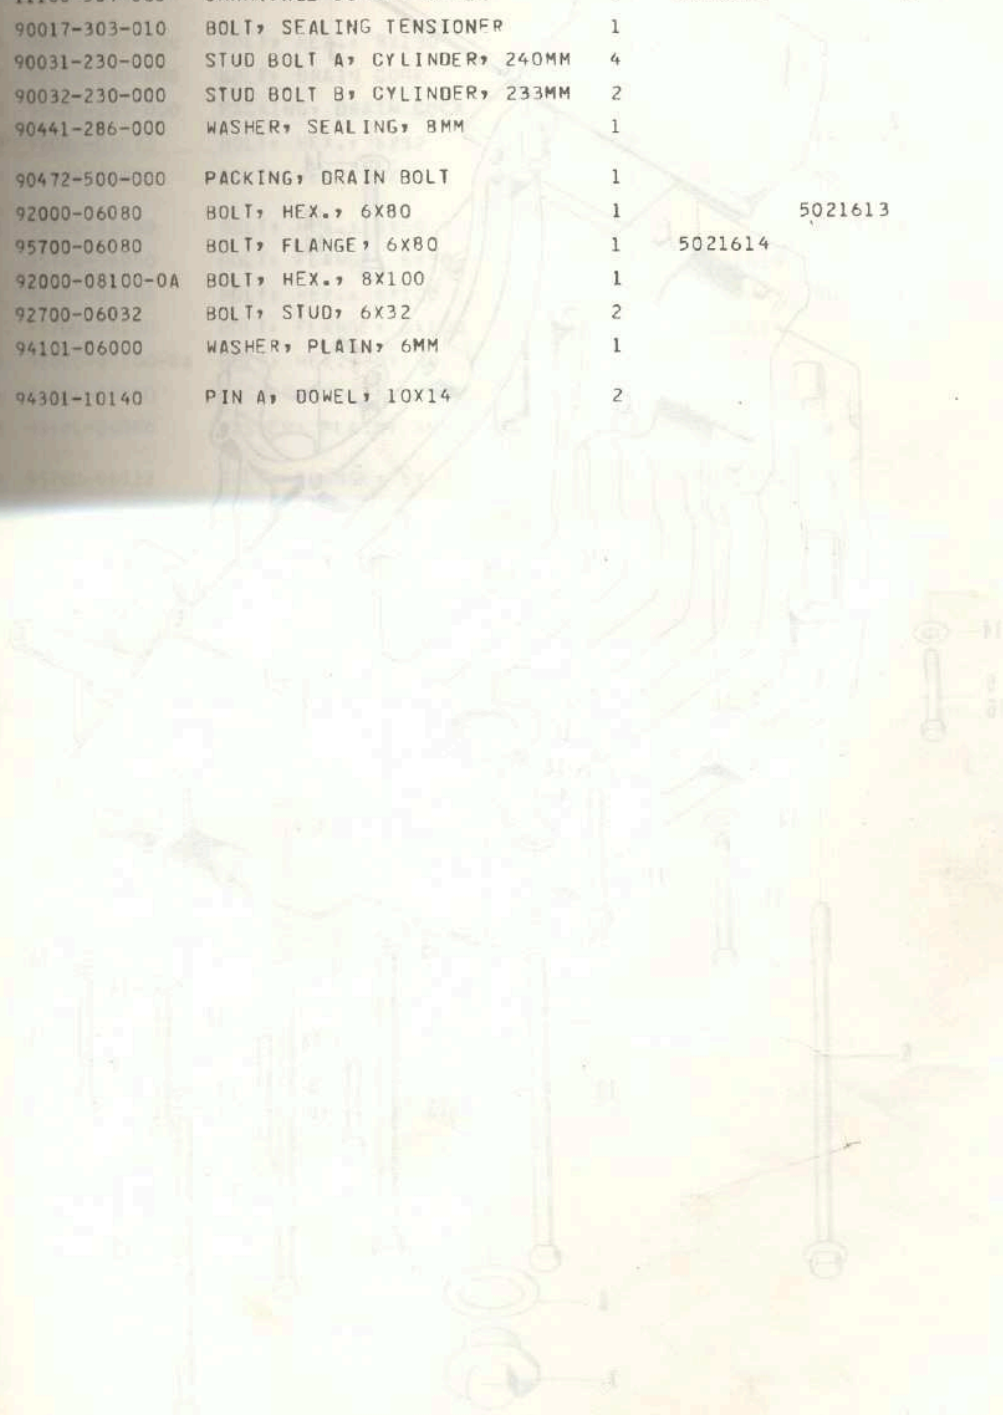 90017-303-010 BOLT, SEALING TENSIONER 1
90031-230-000 STUD BOLT A, CYLINDER, 240MM 4
90032-230-000 STUD BOLT B, CYLINDER, 233MM 2
90441-286-000 WASHER, SEALING, 8MM 1
90472-500-000 PACKING, DRAIN BOLT 1
92000-06080 BOLT, HEX., 6X80 1 5021613
95700-06080 BOLT, FLANGE, 6X80 1 5021614
92000-08100-0A BOLT, HEX., 8X100 1
92700-06032 BOLT, STUD, 6X32 2
94101-06000 WASHER, PLAIN, 6MM 1
94301-10140 PIN A, DOWEL, 10X14 2